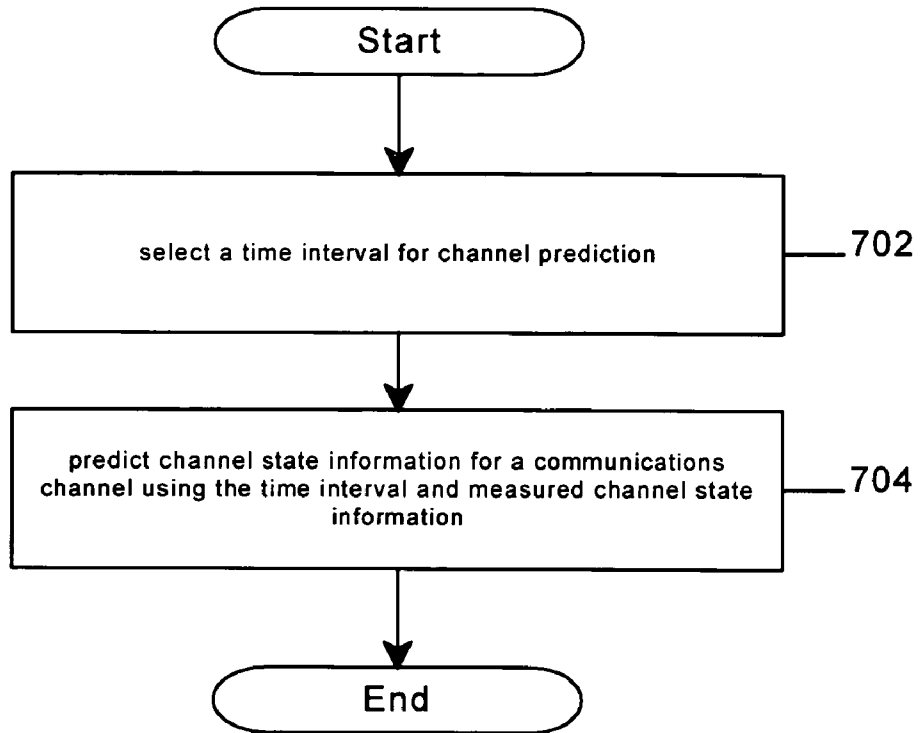 Start
select a time interval for channel prediction
702
predict channel state information for a communications
channel using the time interval and measured channel state
information
704
End